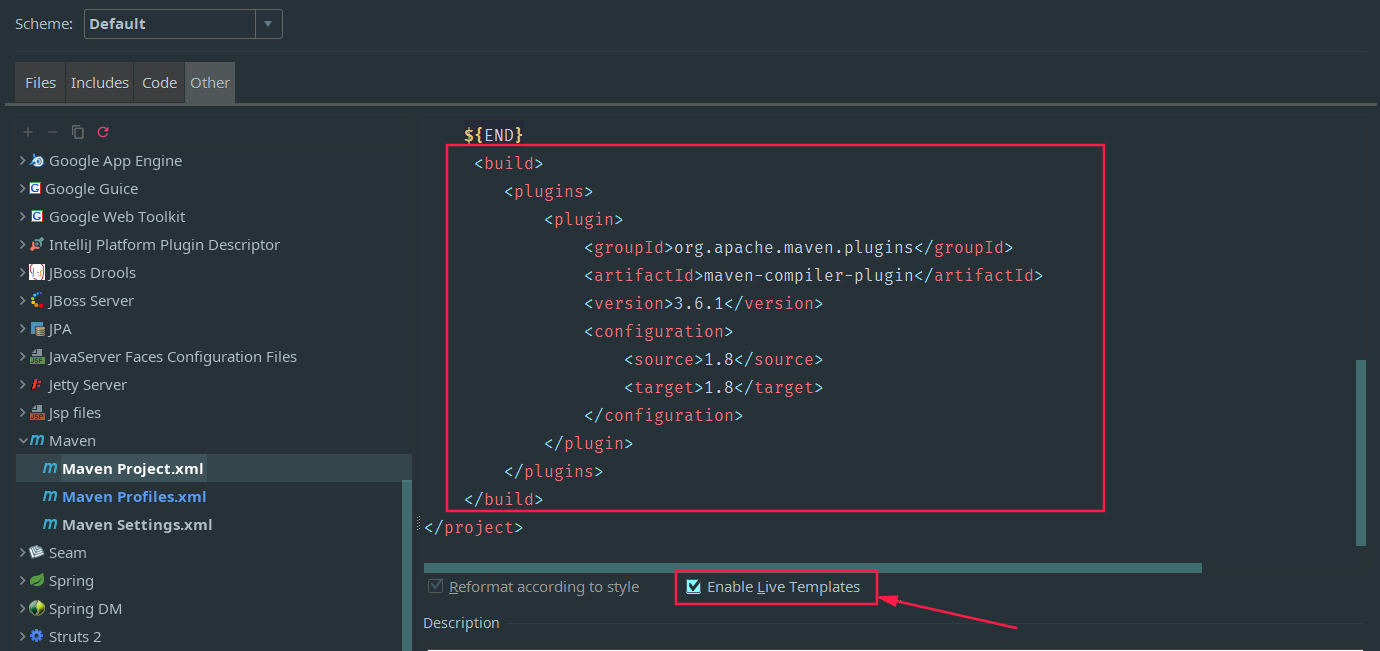 Scheme: Default
Files Includes Code Other
Google App Engine
Google Guice
Google Web Toolkit
IntelliJ Platform Plugin Descriptor
JBoss Drools
JBoss Server
JPA
JavaServer Faces Configuration Files
Jetty Server
Jsp files
Maven
Maven Project.xml
Maven Profiles.xml
Maven Settings.xml
Seam
Spring
Spring DM
Struts 2
${END}
<build>
<plugins>
<plugin>
<groupId>org.apache.maven.plugins</groupId>
<artifactId>maven-compiler-plugin</artifactId>
<version>3.6.1</version>
<configuration>
<source>1.8</source>
<target>1.8</target>
</configuration>
</plugin>
</plugins>
</build>
</project>
Reformat according to style Enable Live Templates
Description